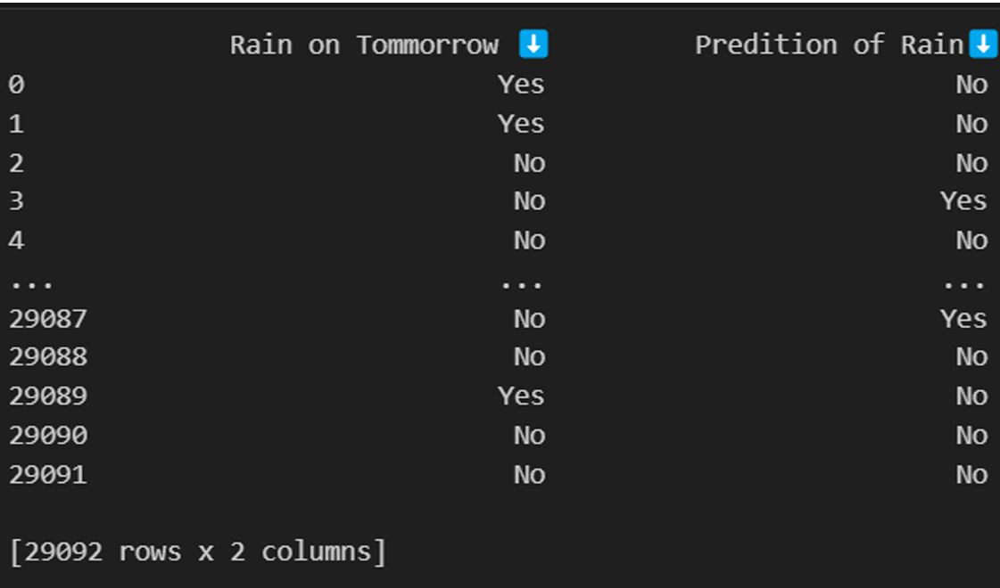 Rain on Tommorrow ⬇ Predition of Rain⬇
0 Yes No
1 Yes No
2 No No
3 No Yes
4 No No
... ... ...
29087 No Yes
29088 No No
29089 Yes No
29090 No No
29091 No No
[29092 rows x 2 columns]